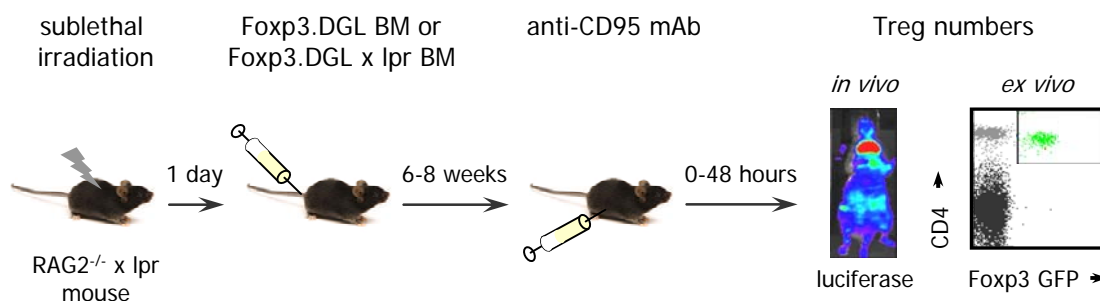 sublethal
irradiation
Foxp3.DGL BM or
Foxp3.DGL x lpr BM
anti-CD95 mAb
Treg numbers
in vivo
ex vivo
1 day
6-8 weeks
0-48 hours
CD4
RAG2-/- x lpr
mouse
luciferase
Foxp3 GFP